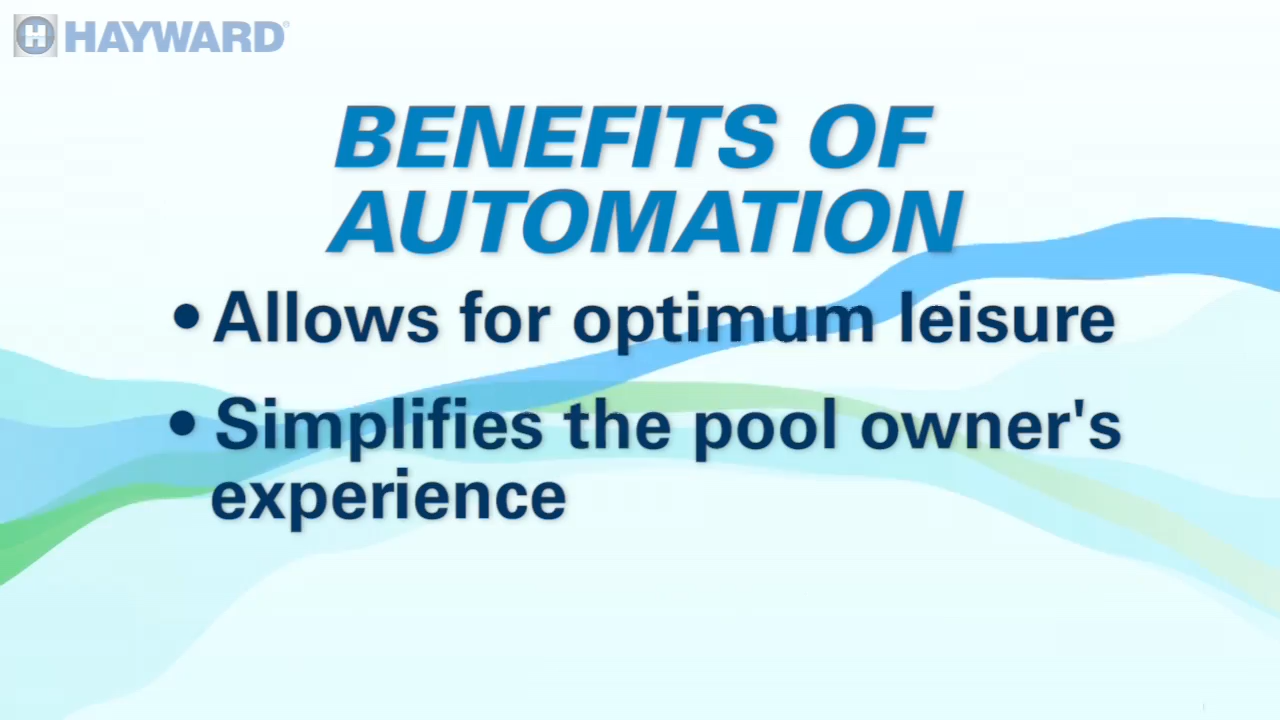 H HAYWARD®
BENEFITS OF
AUTOMATION
• Allows for optimum leisure
• Simplifies the pool owner's
experience